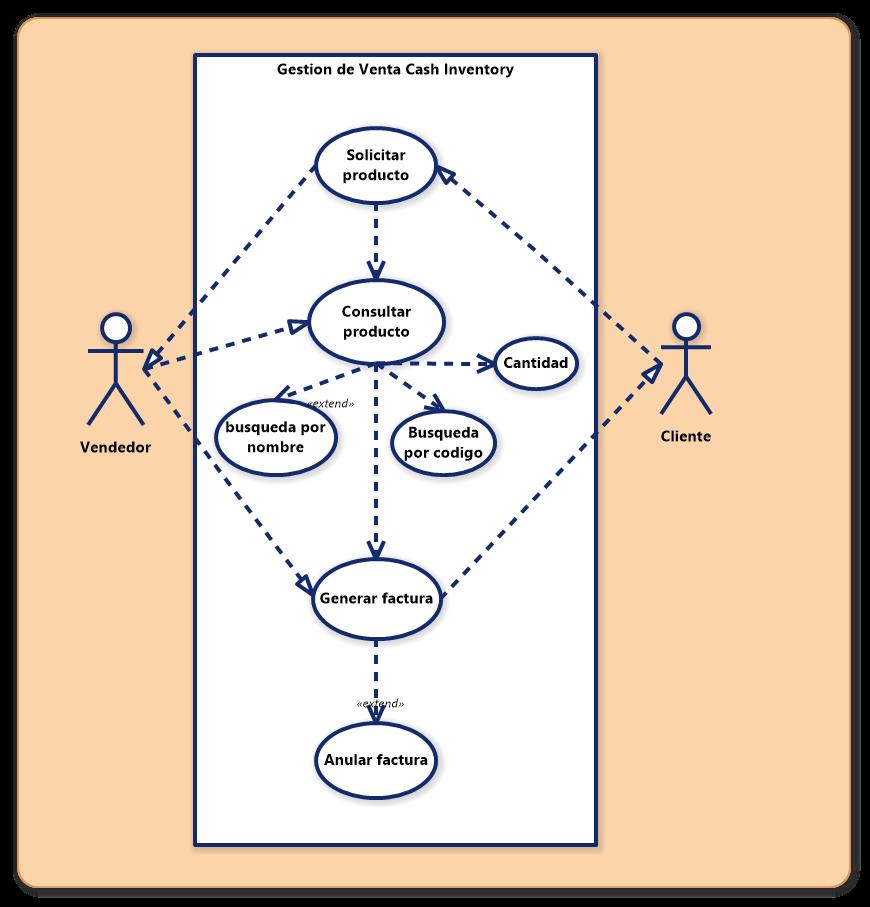 Gestion de Venta Cash Inventory
Solicitar
producto
Consultar
producto
Cantidad
«extend»
busqueda por
nombre
Busqueda
por codigo
Vendedor
Cliente
Generar factura
«extend»
Anular factura